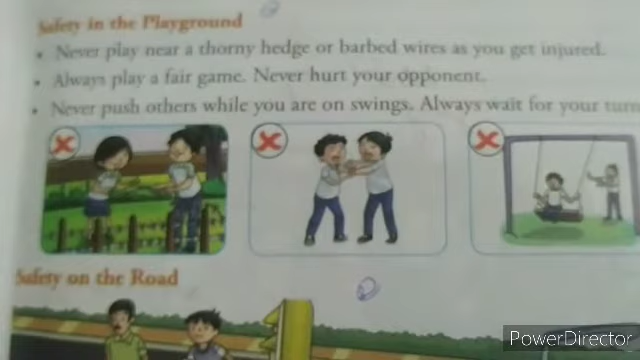 Safety in the Playground
• Never play near a thorny hedge or barbed wires as you get injured.
• Always play a fair game. Never hurt your opponent.
• Never push others while you are on swings. Always wait for your turn
Safety on the Road
PowerDirector